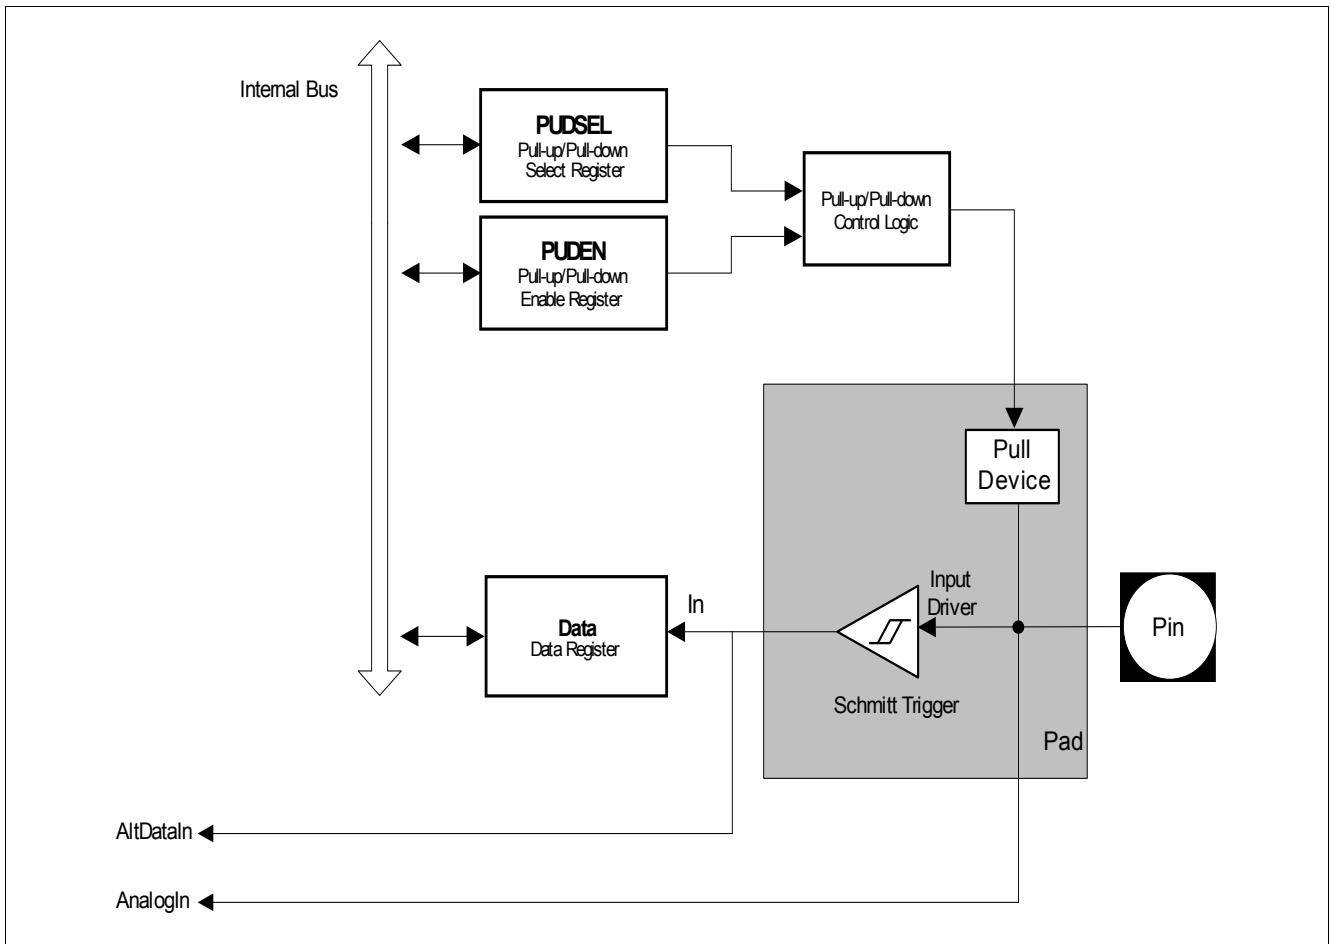 Internal Bus
PUDSEL
Pull-up/Pull-down
Select Register
Pull-up/Pull-down
Control Logic
PUDEN
Pull-up/Pull-down
Enable Register
Pull
Device
Input
Driver
In
Data
Data Register
Pin
Schmitt Trigger
Pad
AltDataIn
AnalogIn